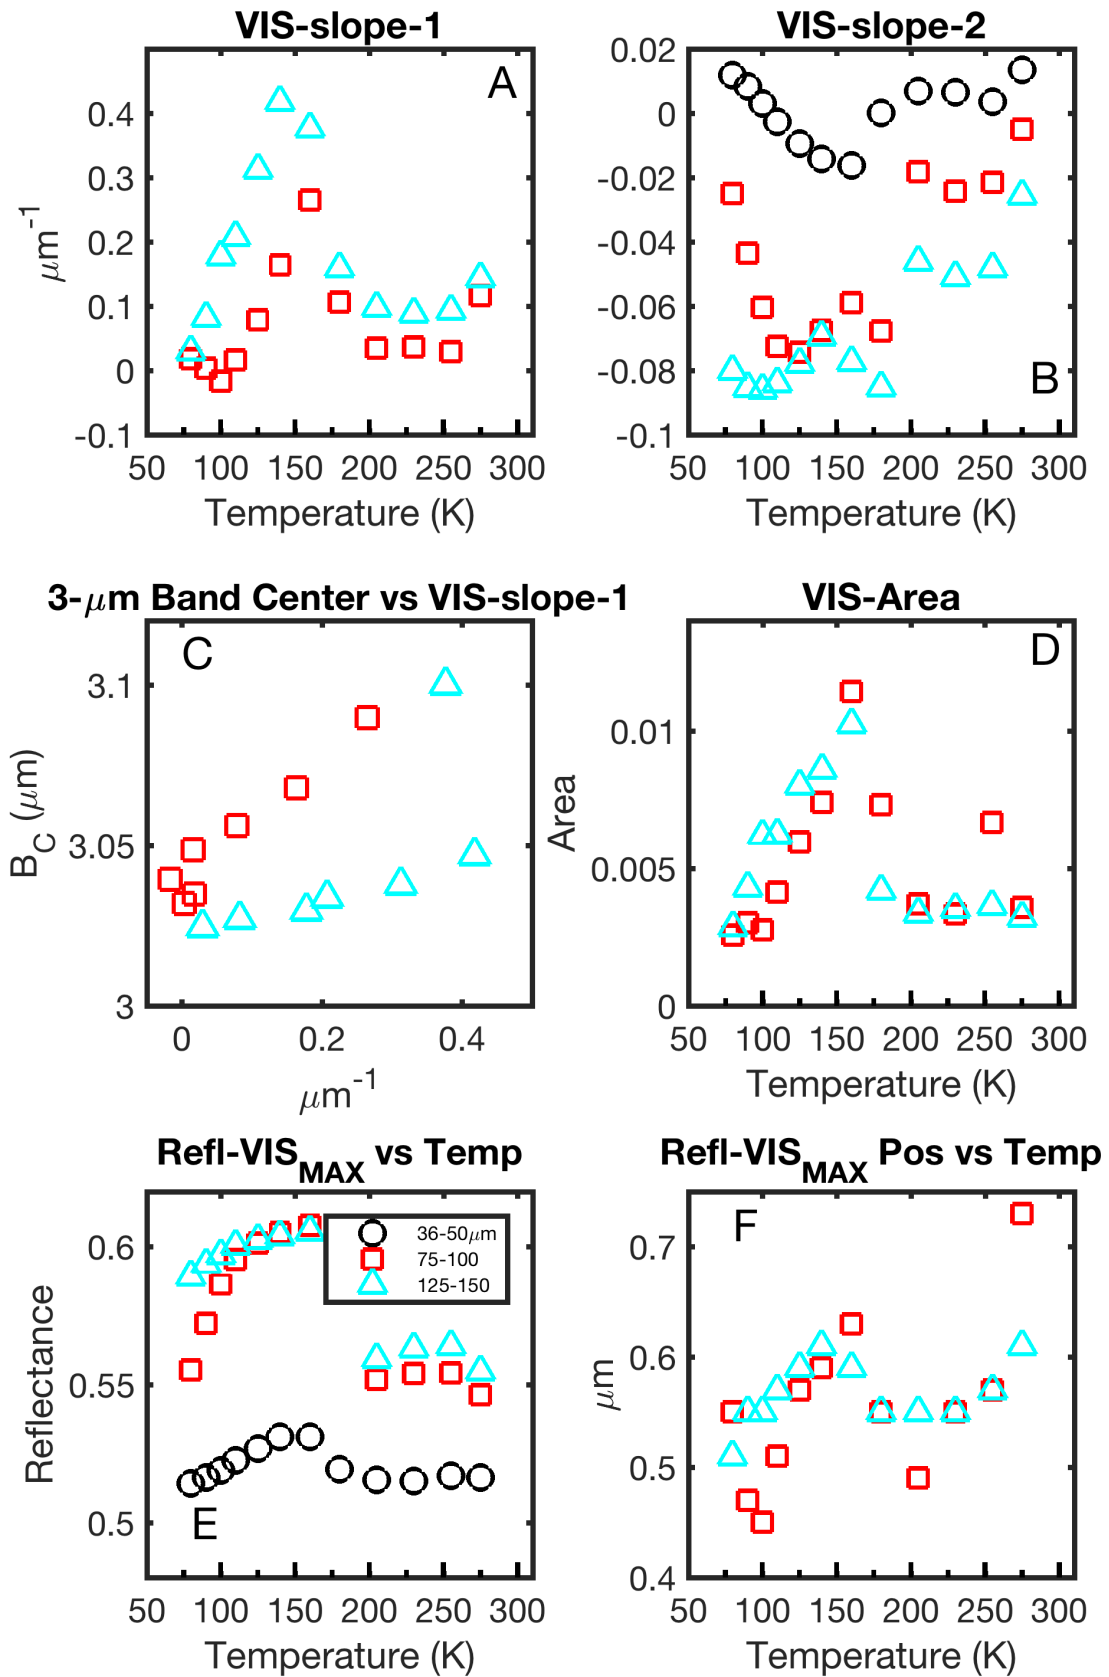 VIS-slope-1
A
0.4
0.3
0.2
0.1
0
-0.1
μm-1
50 100 150 200 250 300
Temperature (K)
VIS-slope-2
0.02
0
-0.02
-0.04
-0.06
-0.08
-0.1
B
50 100 150 200 250 300
Temperature (K)
3-μm Band Center vs VIS-slope-1
C
3.1
3.05
3
BC (μm)
0 0.2 0.4
μm-1
VIS-Area
D
0.01
0.005
0
Area
50 100 150 200 250 300
Temperature (K)
Refl-VISMAX vs Temp
0.6
0.55
0.5
Reflectance
36-50μm
75-100
125-150
E
50 100 150 200 250 300
Temperature (K)
Refl-VISMAX Pos vs Temp
F
0.7
0.6
0.5
0.4
μm
50 100 150 200 250 300
Temperature (K)